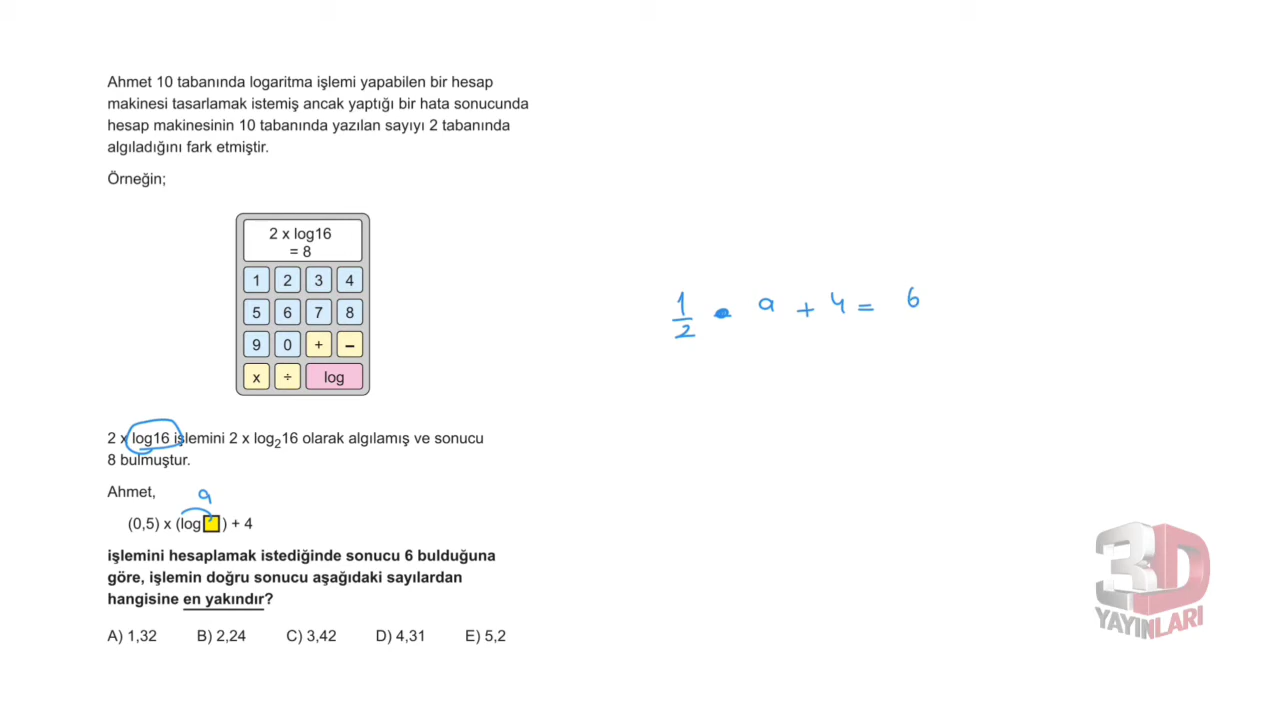 Ahmet 10 tabanında logaritma işlemi yapabilen bir hesap
makinesi tasarlamak istemiş ancak yaptığı bir hata sonucunda
hesap makinesinin 10 tabanında yazılan sayıyı 2 tabanında
algıladığını fark etmiştir.
Örneğin;
2 x log16
= 8
1 2 3 4
5 6 7 8
9 0 + −
x ÷ log
2 x log16 işlemini 2 x log₂16 olarak algılamış ve sonucu
8 bulmuştur.
Ahmet,
a
(0,5) x (log ) + 4
işlemini hesaplamak istediğinde sonucu 6 bulduğuna
göre, işlemin doğru sonucu aşağıdaki sayılardan
hangisine en yakındır?
A) 1,32 B) 2,24 C) 3,42 D) 4,31 E) 5,2
1/2 · a + 4 = 6
3D
YAYINLARI